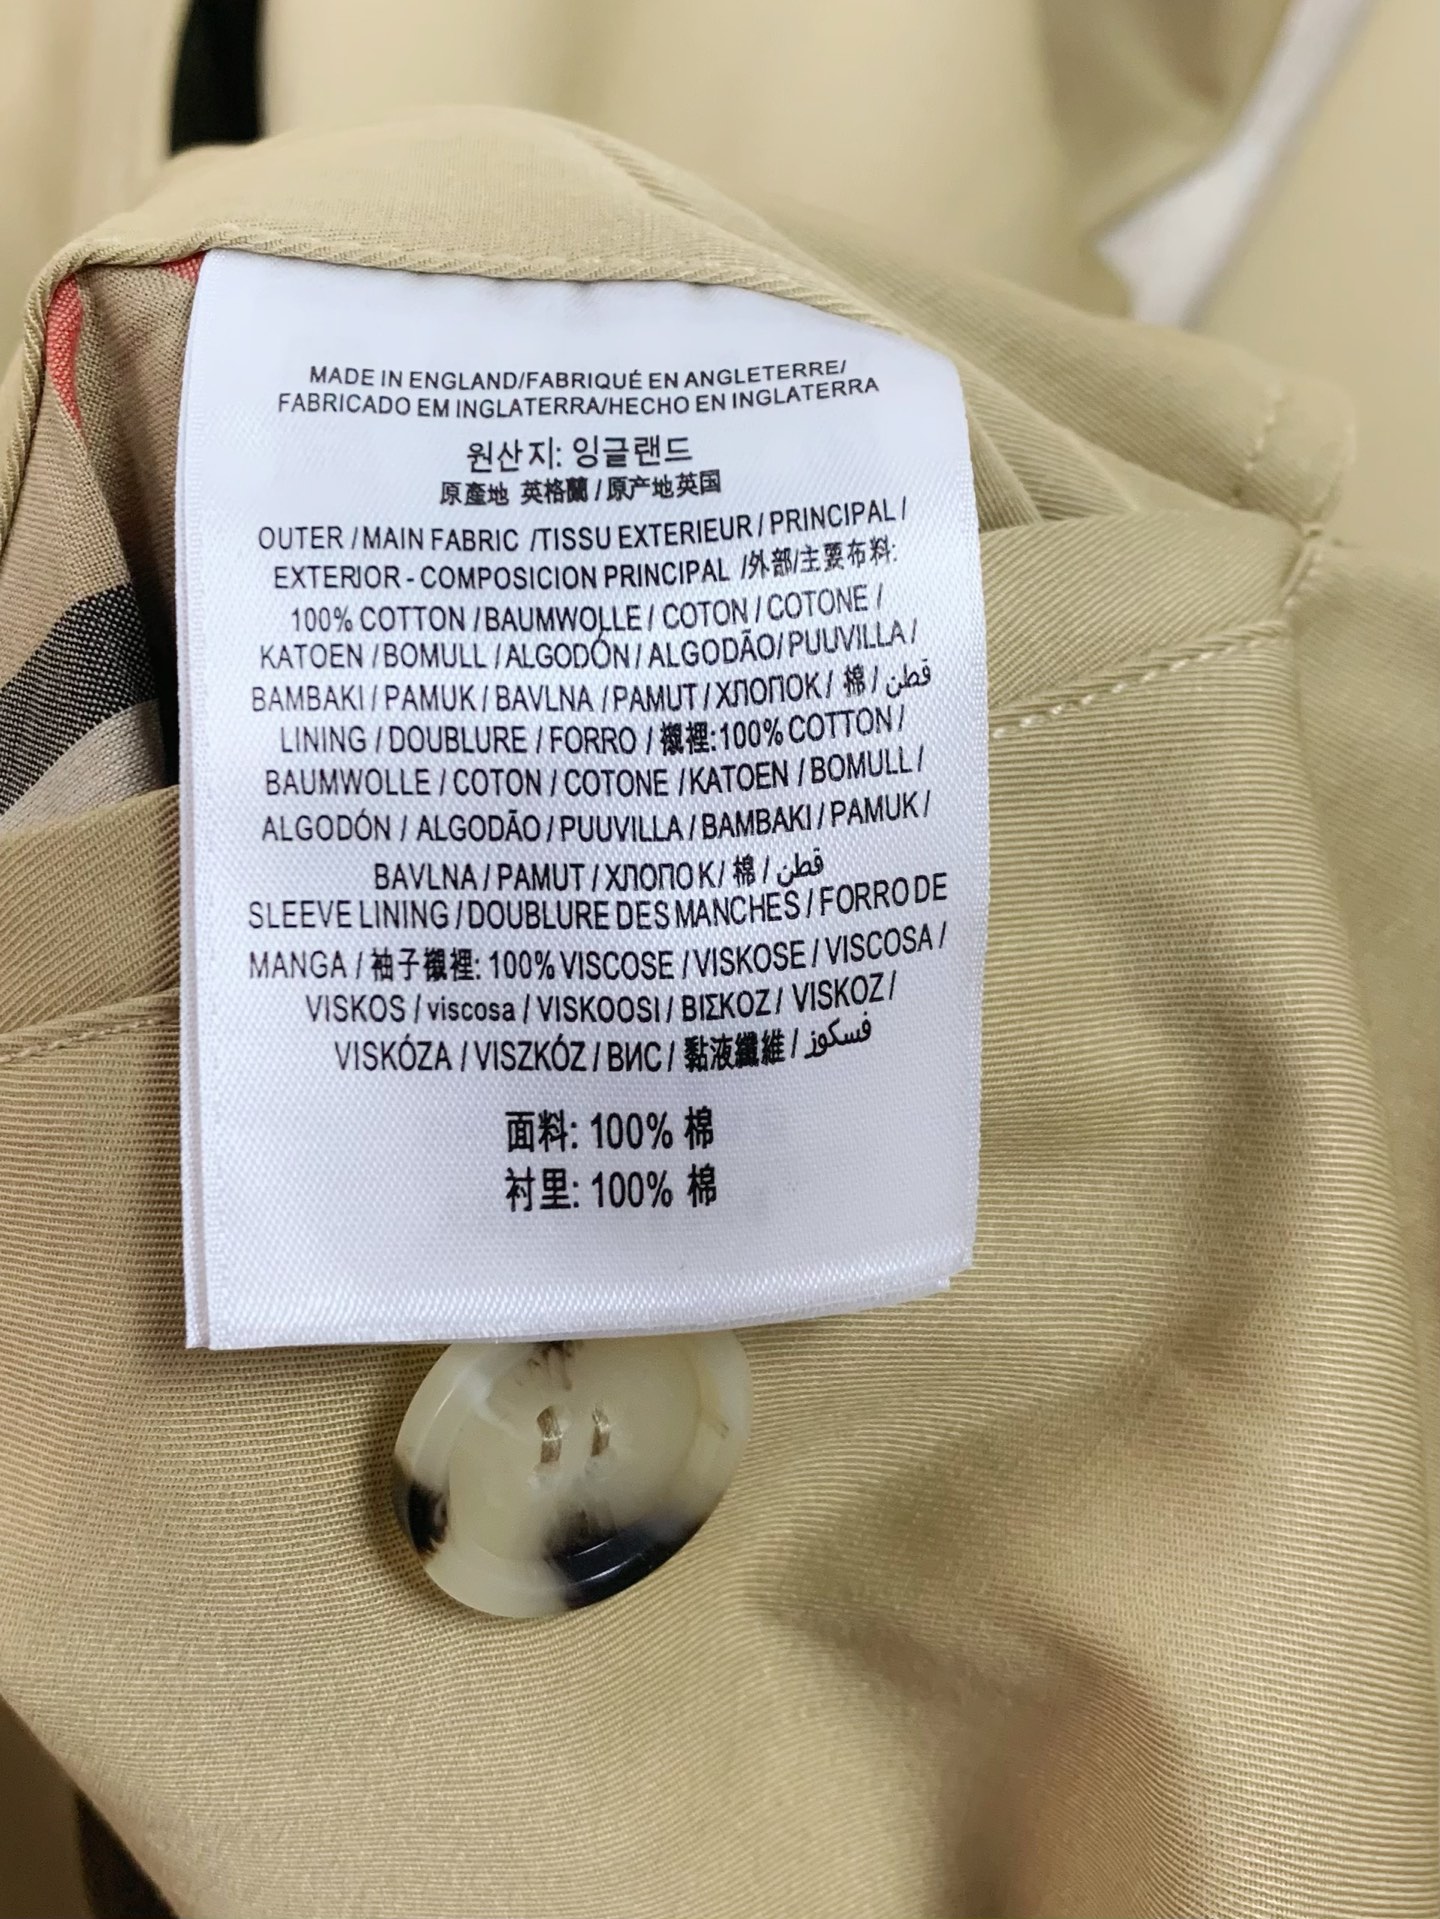 MADE IN ENGLAND/FABRIQUÉ EN ANGLETERRE/
FABRICADO EM INGLATERRA/HECHO EN INGLATERRA
원산지: 잉글랜드
原產地 英格蘭 / 原产地英国
OUTER / MAIN FABRIC / TISSU EXTERIEUR / PRINCIPAL /
EXTERIOR - COMPOSICION PRINCIPAL / 外部/主要布料:
100% COTTON / BAUMWOLLE / COTON / COTONE /
KATOEN / BOMULL / ALGODÓN / ALGODÃO/ PUUVILLA /
BAMBAKI / PAMUK / BAVLNA / PAMUT / ХЛОПОК / 棉 / قطن
LINING / DOUBLURE / FORRO / 襯裡:100% COTTON /
BAUMWOLLE / COTON / COTONE / KATOEN / BOMULL /
ALGODÓN / ALGODÃO / PUUVILLA / BAMBAKI / PAMUK /
BAVLNA / PAMUT / ХЛОПОК / 棉 / قطن
SLEEVE LINING / DOUBLURE DES MANCHES / FORRO DE
MANGA / 袖子襯裡: 100% VISCOSE / VISKOSE / VISCOSA /
VISKOS / viscosa / VISKOOSI / ΒΙΣΚΟΖ / VISKOZ /
VISKÓZA / VISZKÓZ / ВИС / 黏液纖維 / فسكوز
面料: 100% 棉
衬里: 100% 棉